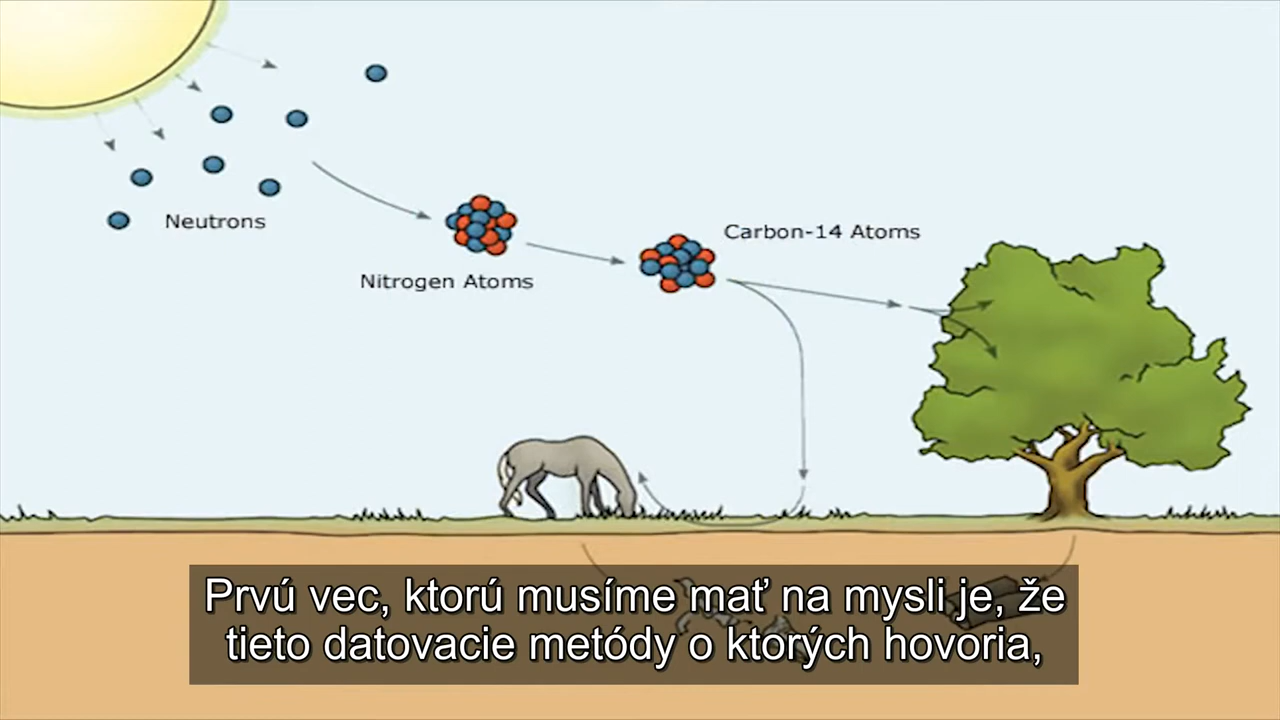 Neutrons
Nitrogen Atoms
Carbon-14 Atoms
Prvú vec, ktorú musíme mať na mysli je, že
tieto datovacie metódy o ktorých hovoria,